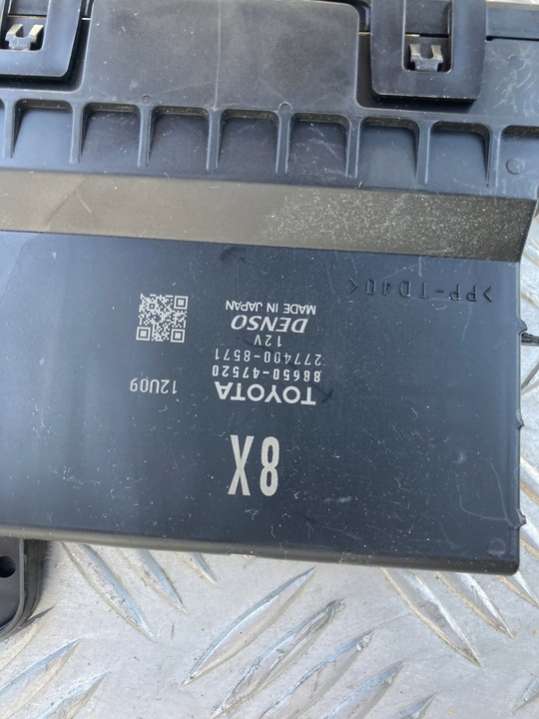 8X
TOYOTA
88650-47520 12U09
277400-8571
12V
DENSO
MADE IN JAPAN
>PP-TD40<